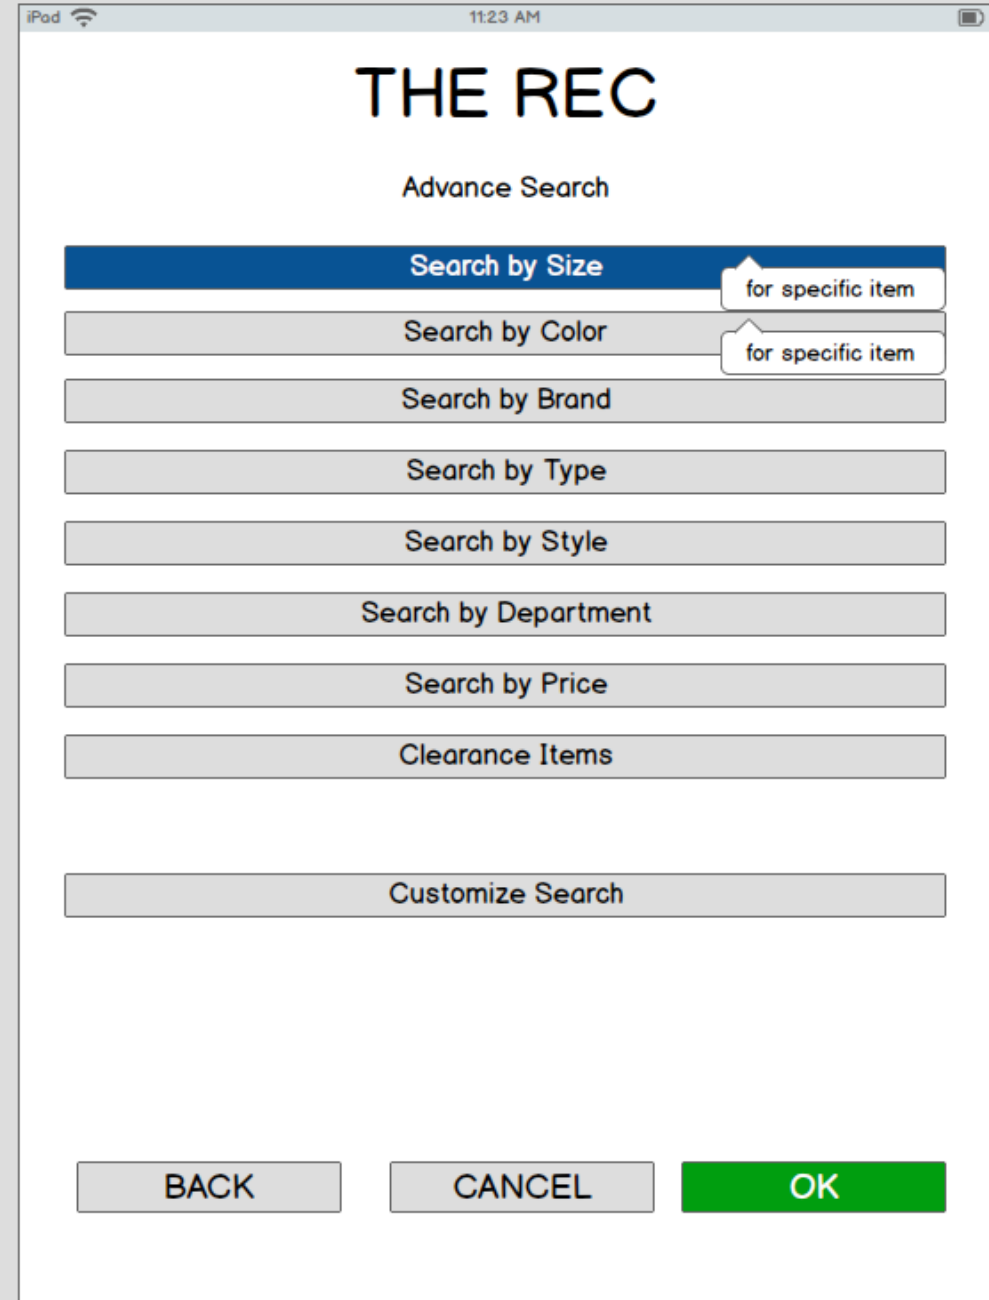 iPad 11:23 AM
THE REC
Advance Search
Search by Size
for specific item
Search by Color
for specific item
Search by Brand
Search by Type
Search by Style
Search by Department
Search by Price
Clearance Items
Customize Search
BACK CANCEL OK